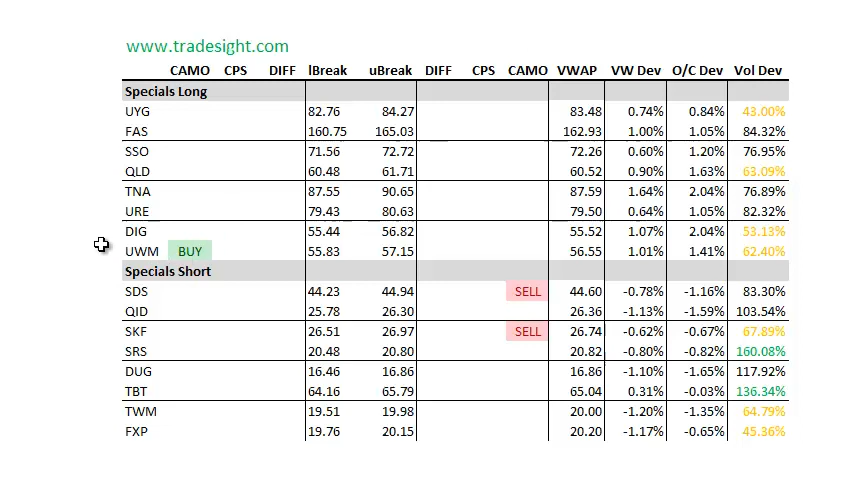 www.tradesight.com
CAMO CPS DIFF lBreak uBreak DIFF CPS CAMO VWAP VW Dev O/C Dev Vol Dev
Specials Long
UYG 82.76 84.27 83.48 0.74% 0.84% 43.00%
FAS 160.75 165.03 162.93 1.00% 1.05% 84.32%
SSO 71.56 72.72 72.26 0.60% 1.20% 76.95%
QLD 60.48 61.71 60.52 0.90% 1.63% 63.09%
TNA 87.55 90.65 87.59 1.64% 2.04% 76.89%
URE 79.43 80.63 79.50 0.64% 1.05% 82.32%
DIG 55.44 56.82 55.52 1.07% 2.04% 53.13%
UWM BUY 55.83 57.15 56.55 1.01% 1.41% 62.40%
Specials Short
SDS 44.23 44.94 SELL 44.60 -0.78% -1.16% 83.30%
QID 25.78 26.30 26.36 -1.13% -1.59% 103.54%
SKF 26.51 26.97 SELL 26.74 -0.62% -0.67% 67.89%
SRS 20.48 20.80 20.82 -0.80% -0.82% 160.08%
DUG 16.46 16.86 16.86 -1.10% -1.65% 117.92%
TBT 64.16 65.79 65.04 0.31% -0.03% 136.34%
TWM 19.51 19.98 20.00 -1.20% -1.35% 64.79%
FXP 19.76 20.15 20.20 -1.17% -0.65% 45.36%